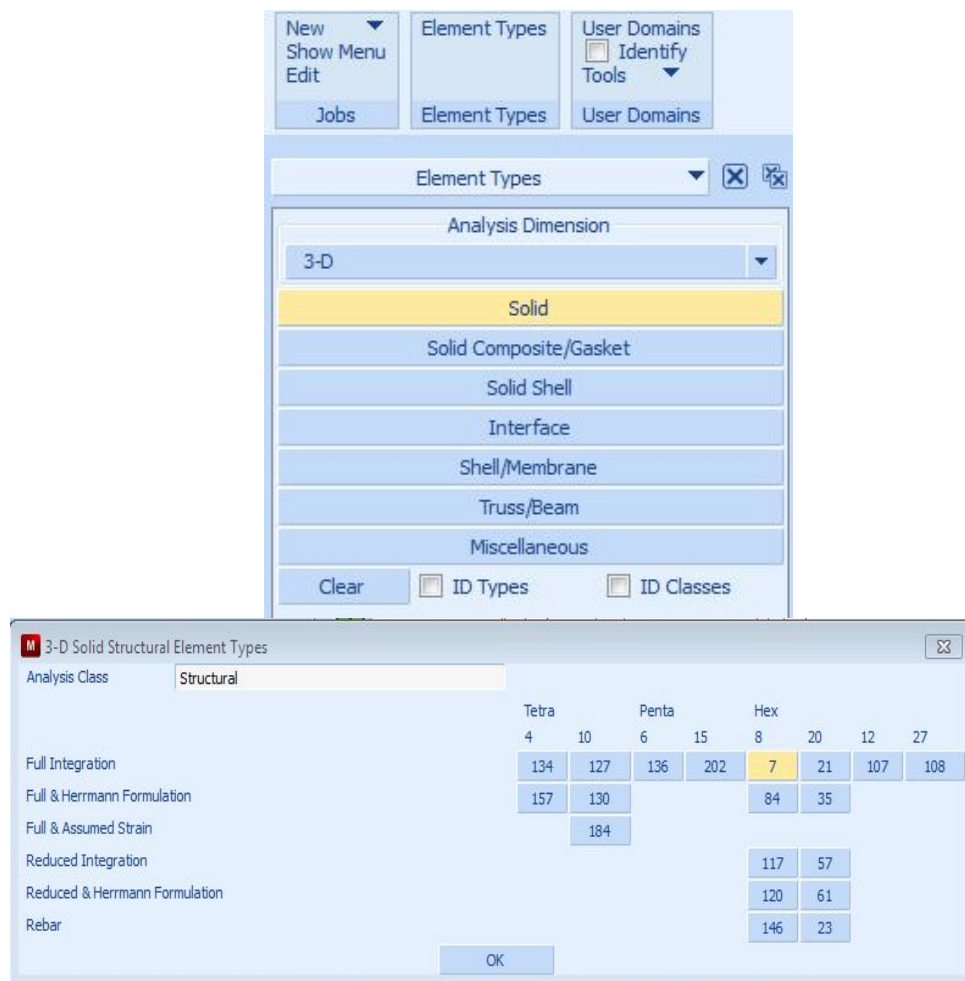 New Element Types User Domains
Show Menu Identify
Edit Tools
Jobs Element Types User Domains
Element Types
Analysis Dimension
3-D
Solid
Solid Composite/Gasket
Solid Shell
Interface
Shell/Membrane
Truss/Beam
Miscellaneous
Clear ID Types ID Classes
M 3-D Solid Structural Element Types
Analysis Class Structural
Tetra Penta Hex
4 10 6 15 8 20 12 27
Full Integration 134 127 136 202 7 21 107 108
Full & Herrmann Formulation 157 130 84 35
Full & Assumed Strain 184
Reduced Integration 117 57
Reduced & Herrmann Formulation 120 61
Rebar 146 23
OK